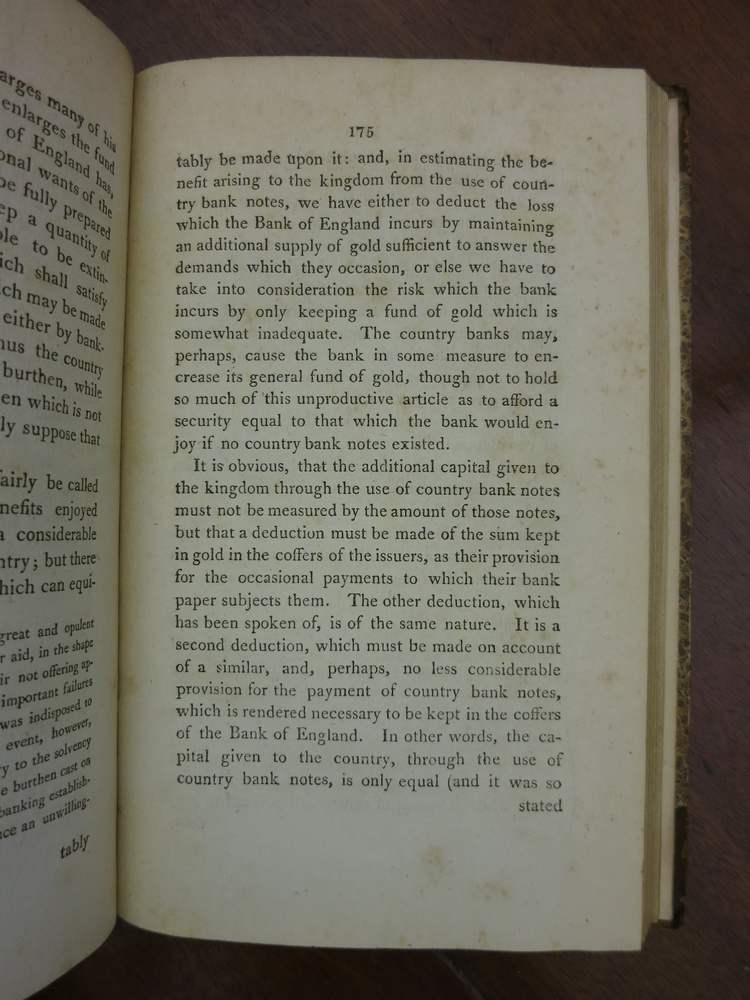 arges many of his
enlarges the fund
of England has,
onal wants of the
be fully prepared
ep a quantity of
ble to be extin-
ich shall satisfy
ch may be made
either by bank-
hus the country
burthen, while
en which is not
ly suppose that
fairly be called
nefits enjoyed
a considerable
ntry; but there
hich can equi-
great and opulent
r aid, in the shape
ir not offering ap-
important failures
was indisposed to
event, however,
y to the solvency
e burthen cast on
banking establish-
ce an unwilling-
tably
175
tably be made upon it: and, in estimating the be-
nefit arising to the kingdom from the use of coun-
try bank notes, we have either to deduct the loss
which the Bank of England incurs by maintaining
an additional supply of gold sufficient to answer the
demands which they occasion, or else we have to
take into consideration the risk which the bank
incurs by only keeping a fund of gold which is
somewhat inadequate. The country banks may,
perhaps, cause the bank in some measure to en-
crease its general fund of gold, though not to hold
so much of this unproductive article as to afford a
security equal to that which the bank would en-
joy if no country bank notes existed.
It is obvious, that the additional capital given to
the kingdom through the use of country bank notes
must not be measured by the amount of those notes,
but that a deduction must be made of the sum kept
in gold in the coffers of the issuers, as their provision
for the occasional payments to which their bank
paper subjects them. The other deduction, which
has been spoken of, is of the same nature. It is a
second deduction, which must be made on account
of a similar, and, perhaps, no less considerable
provision for the payment of country bank notes,
which is rendered necessary to be kept in the coffers
of the Bank of England. In other words, the ca-
pital given to the country, through the use of
country bank notes, is only equal (and it was so
stated